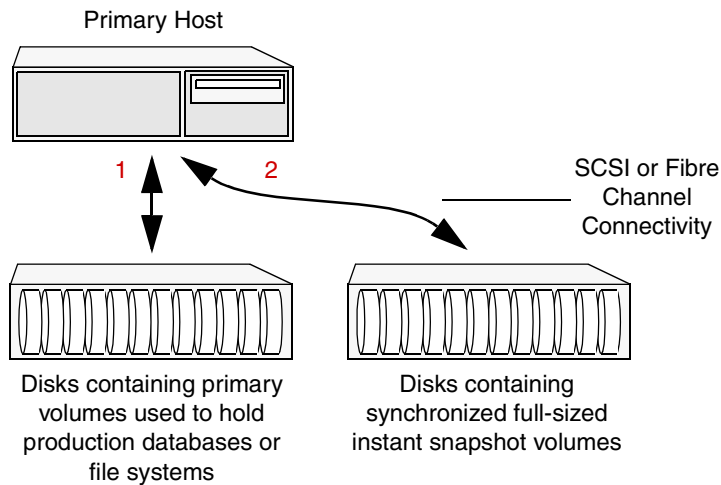 Primary Host
1
2
SCSI or Fibre
Channel
Connectivity
Disks containing primary
volumes used to hold
production databases or
file systems
Disks containing
synchronized full-sized
instant snapshot volumes